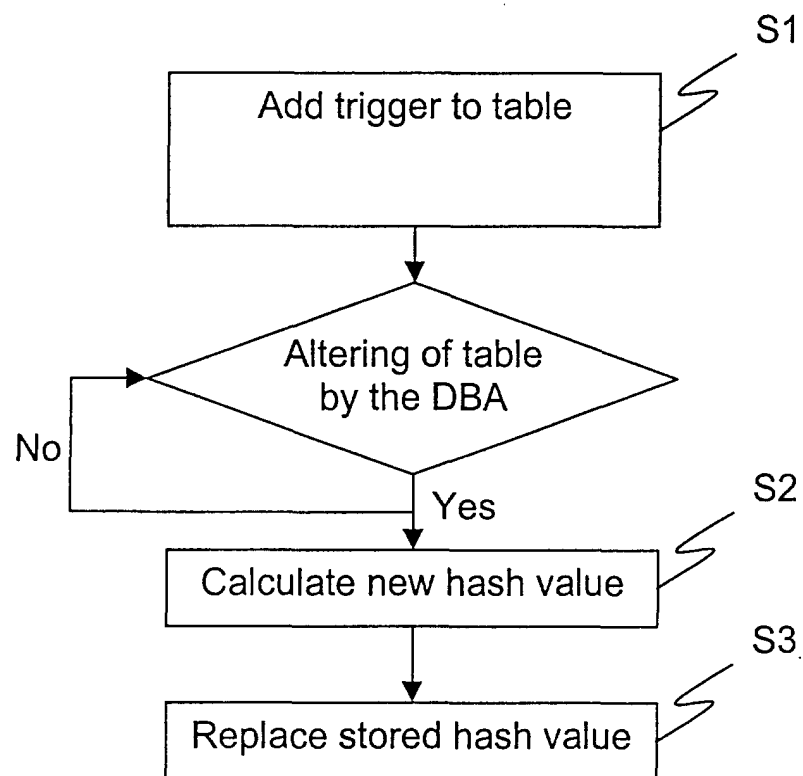 S1
Add trigger to table
Altering of table
by the DBA
No
Yes
S2
Calculate new hash value
S3
Replace stored hash value